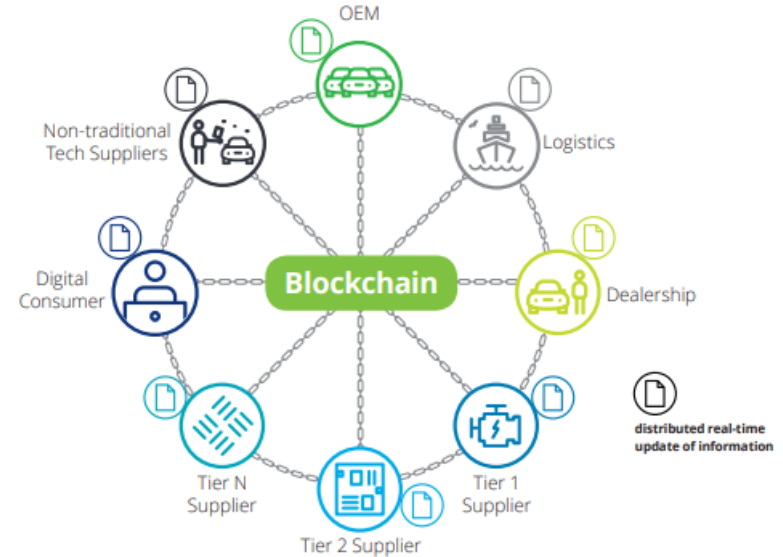 OEM
Non-traditional
Tech Suppliers
Logistics
Digital
Consumer
Blockchain
Dealership
distributed real-time
update of information
Tier N
Supplier
Tier 1
Supplier
Tier 2 Supplier